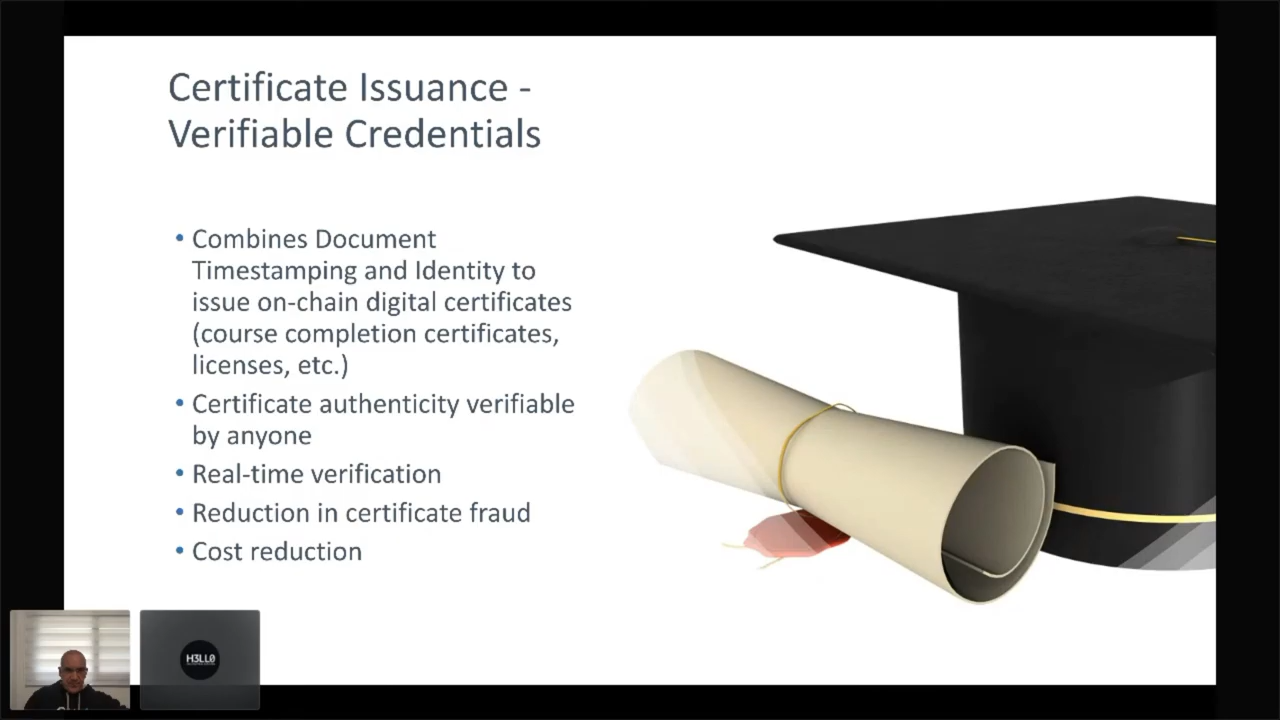 Certificate Issuance -
Verifiable Credentials
• Combines Document
Timestamping and Identity to
issue on-chain digital certificates
(course completion certificates,
licenses, etc.)
• Certificate authenticity verifiable
by anyone
• Real-time verification
• Reduction in certificate fraud
• Cost reduction
H3LL0